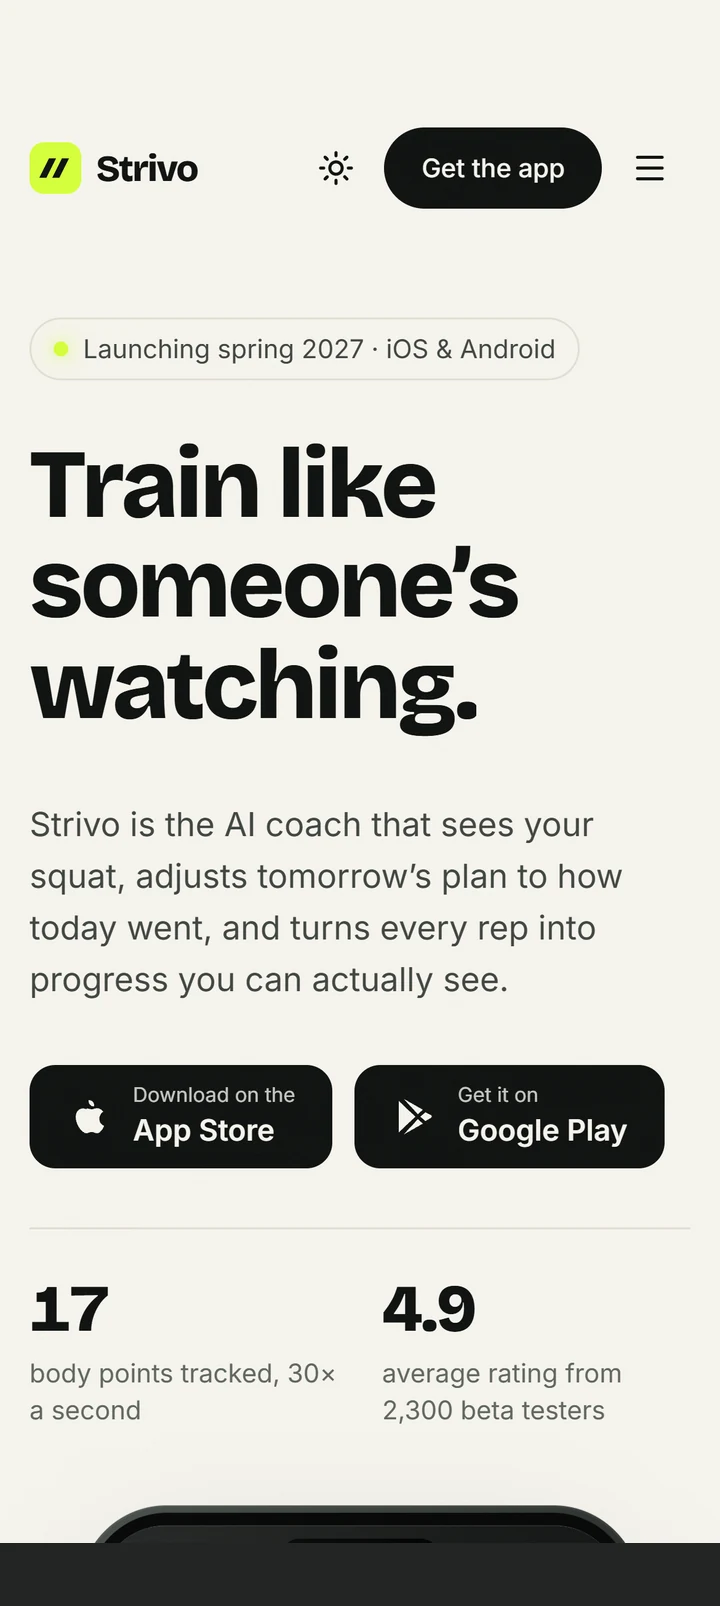 Strivo
Get the app
Launching spring 2027 · iOS & Android
Train like
someone’s
watching.
Strivo is the AI coach that sees your
squat, adjusts tomorrow’s plan to how
today went, and turns every rep into
progress you can actually see.
Download on the
App Store
Get it on
Google Play
17
body points tracked, 30×
a second
4.9
average rating from
2,300 beta testers